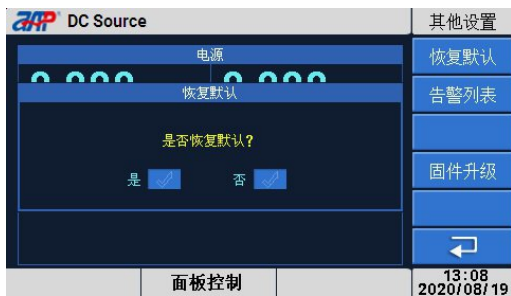 AAP DC Source
其他设置
电源
恢复默认
告警列表
固件升级
恢复默认
是否恢复默认?
是 否
面板控制
13:08
2020/08/19